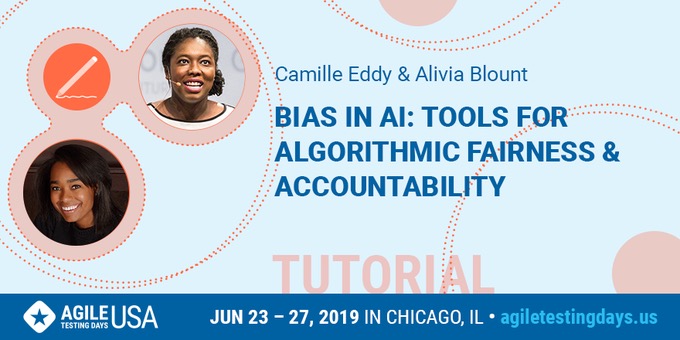 Camille Eddy & Alivia Blount
BIAS IN AI: TOOLS FOR
ALGORITHMIC FAIRNESS &
ACCOUNTABILITY
TUTORIAL
AGILE
TESTING DAYS
USA
JUN 23 – 27, 2019 IN CHICAGO, IL • agiletestingdays.us